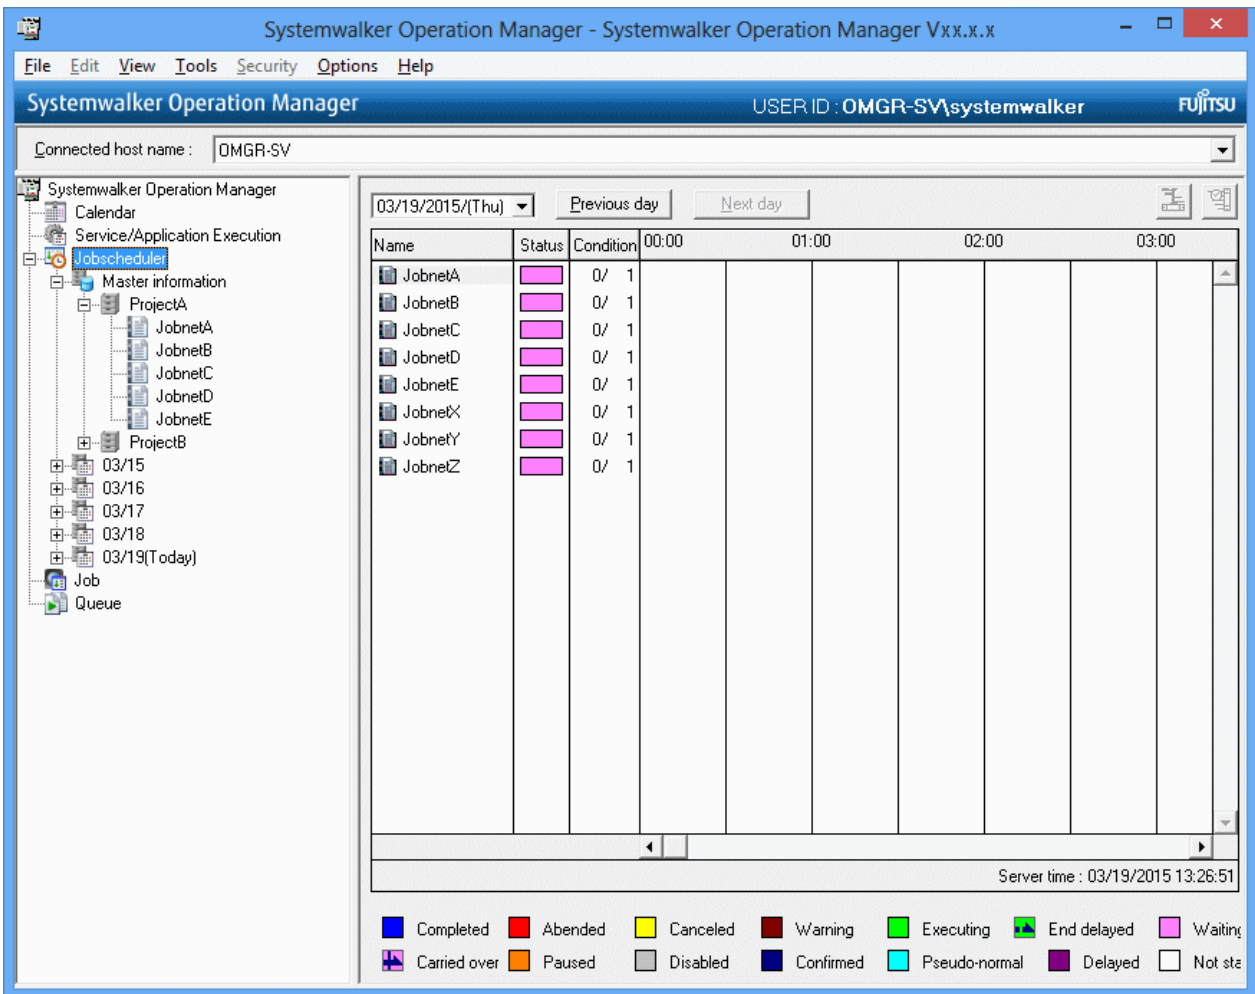 Systemwalker Operation Manager - Systemwalker Operation Manager Vxx.x.x
File Edit View Tools Security Options Help
Systemwalker Operation Manager USER ID : OMGR-SV\systemwalker FUJITSU
Connected host name : OMGR-SV
Systemwalker Operation Manager
Calendar
Service/Application Execution
Jobscheduler
Master information
ProjectA
JobnetA
JobnetB
JobnetC
JobnetD
JobnetE
ProjectB
03/15
03/16
03/17
03/18
03/19(Today)
Job
Queue
03/19/2015/(Thu) Previous day Next day
Name Status Condition 00:00 01:00 02:00 03:00
JobnetA 0/ 1
JobnetB 0/ 1
JobnetC 0/ 1
JobnetD 0/ 1
JobnetE 0/ 1
JobnetX 0/ 1
JobnetY 0/ 1
JobnetZ 0/ 1
Server time : 03/19/2015 13:26:51
Completed Abended Canceled Warning Executing End delayed Waiting
Carried over Paused Disabled Confirmed Pseudo-normal Delayed Not sta